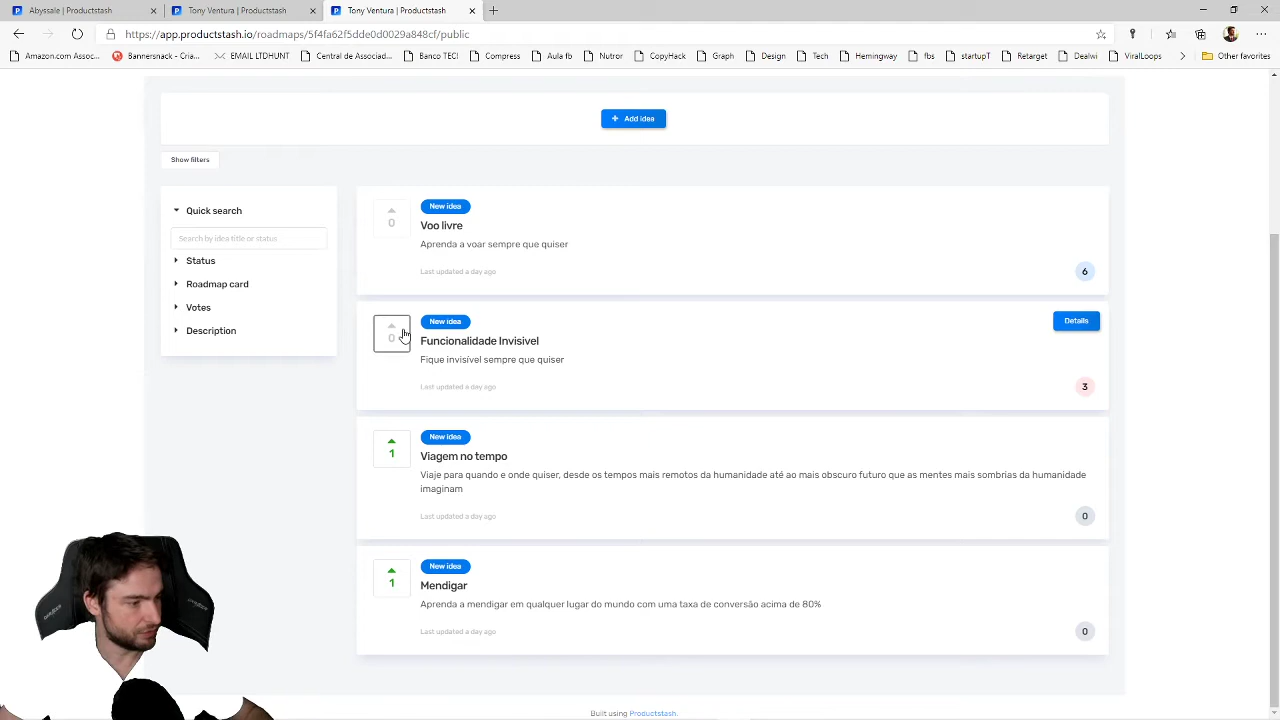 Alyssale | Productstash
Tony Ventura | Productstash
Tony Ventura | Productstash
https://app.productstash.io/roadmaps/5f4fa62f5dde0d0029a848cf/public
Amazon.com Assoc...
Bannersnack - Cria...
EMAIL LTDHUNT
Central de Associad...
Banco TEC
Compress
Aula fb
Nutror
CopyHack
Graph
Design
Tech
fbs
startupT
Retarget
Dealwi
ViralLoops
Other favorites
+ Add idea
Show filters
Quick search
Search by idea title or status
Status
Roadmap card
Votes
Description
0
New idea
Voo livre
Aprenda a voar sempre que quiser
Last updated a day ago
6
0
New idea
Details
Funcionalidade Invisivel
Fique invisível sempre que quiser
Last updated a day ago
3
1
New idea
Viagem no tempo
Viaje para quando e onde quiser, desde os tempos mais remotos da humanidade até ao mais obscuro futuro que as mentes mais sombrias da humanidade
imaginam
Last updated a day ago
0
1
New idea
Mendigar
Aprenda a mendigar em qualquer lugar do mundo com uma taxa de conversão acima de 80%
Last updated a day ago
0
Built using Productstash.